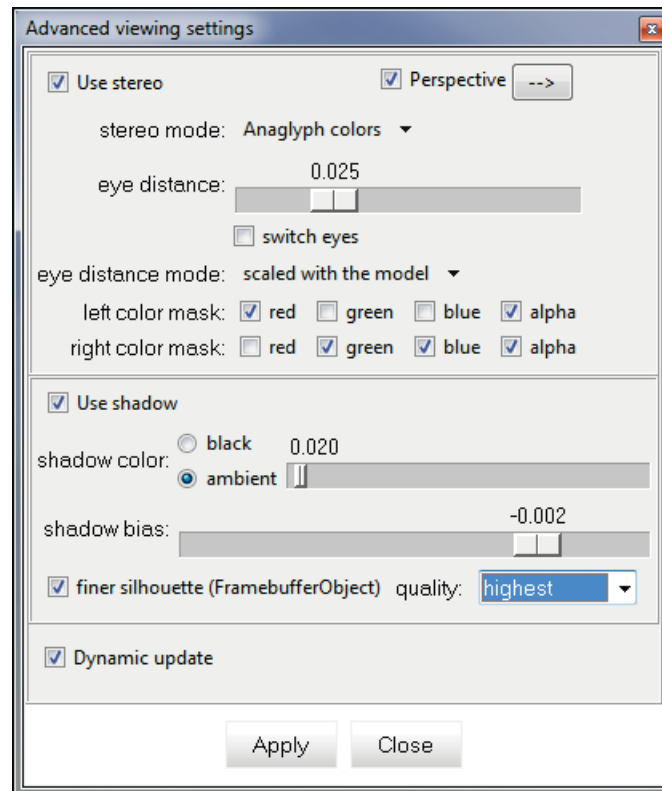 Advanced viewing settings
Use stereo Perspective -->
stereo mode: Anaglyph colors
0.025
eye distance:
switch eyes
eye distance mode: scaled with the model
left color mask: red green blue alpha
right color mask: red green blue alpha
Use shadow
black 0.020
shadow color:
ambient
-0.002
shadow bias:
finer silhouette (FramebufferObject) quality: highest
Dynamic update
Apply Close